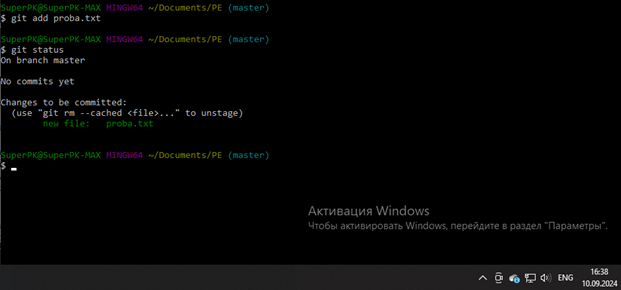 SuperPK@SuperPK-MAX MINGW64 ~/Documents/PE (master)
$ git add proba.txt
SuperPK@SuperPK-MAX MINGW64 ~/Documents/PE (master)
$ git status
On branch master
No commits yet
Changes to be committed:
(use "git rm --cached <file>..." to unstage)
new file: proba.txt
SuperPK@SuperPK-MAX MINGW64 ~/Documents/PE (master)
$
Активация Windows
Чтобы активировать Windows, перейдите в раздел "Параметры".
ENG
16:38
10.09.2024